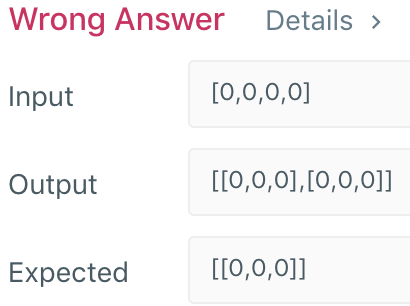 Wrong Answer Details >
Input [0,0,0,0]
Output [[0,0,0],[0,0,0]]
Expected [[0,0,0]]